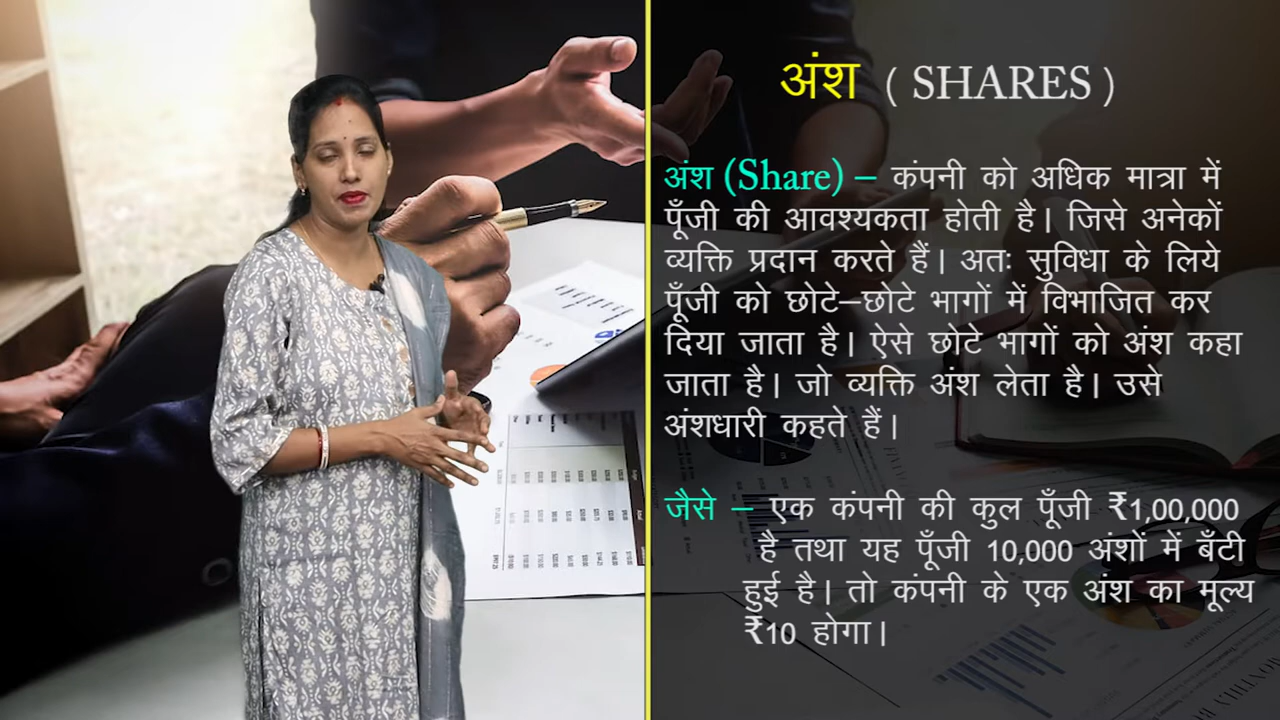 अंश ( SHARES )
अंश (Share) – कंपनी को अधिक मात्रा में
पूँजी की आवश्यकता होती है। जिसे अनेकों
व्यक्ति प्रदान करते हैं। अतः सुविधा के लिये
पूँजी को छोटे–छोटे भागों में विभाजित कर
दिया जाता है। ऐसे छोटे भागों को अंश कहा
जाता है। जो व्यक्ति अंश लेता है। उसे
अंशधारी कहते हैं।
जैसे – एक कंपनी की कुल पूँजी ₹1,00,000
है तथा यह पूँजी 10,000 अंशों में बँटी
हुई है। तो कंपनी के एक अंश का मूल्य
₹10 होगा।